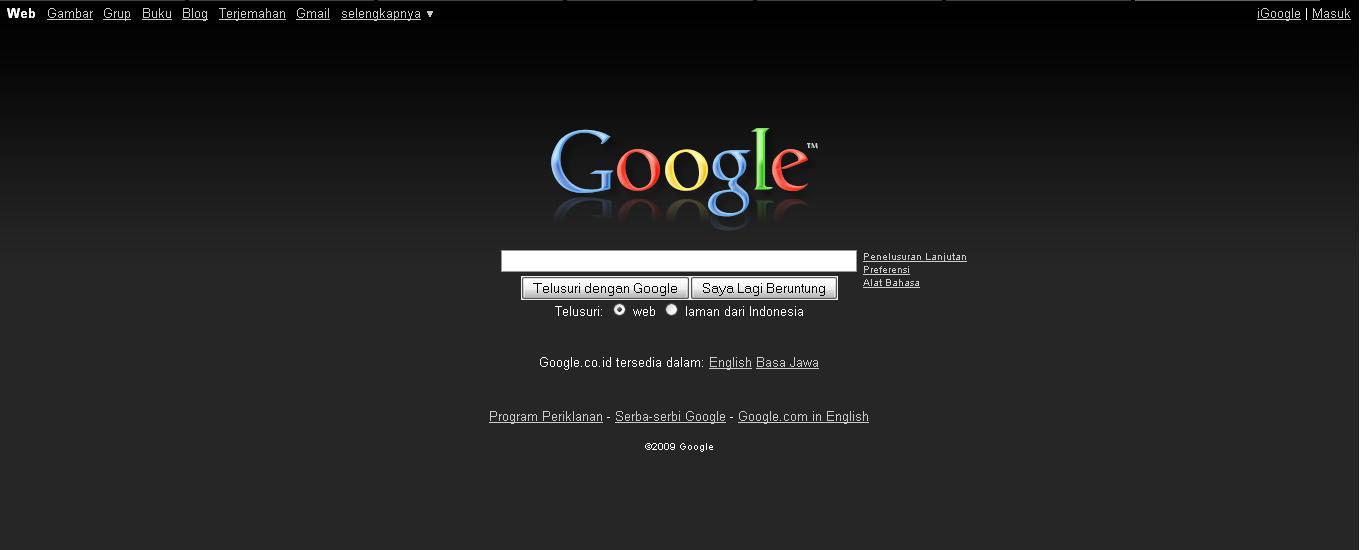 Web Gambar Grup Buku Blog Terjemahan Gmail selengkapnya ▼ iGoogle | Masuk
Google™
Penelusuran Lanjutan
Preferensi
Alat Bahasa
Telusuri dengan Google Saya Lagi Beruntung
Telusuri: web laman dari Indonesia
Google.co.id tersedia dalam: English Basa Jawa
Program Periklanan - Serba-serbi Google - Google.com in English
©2009 Google